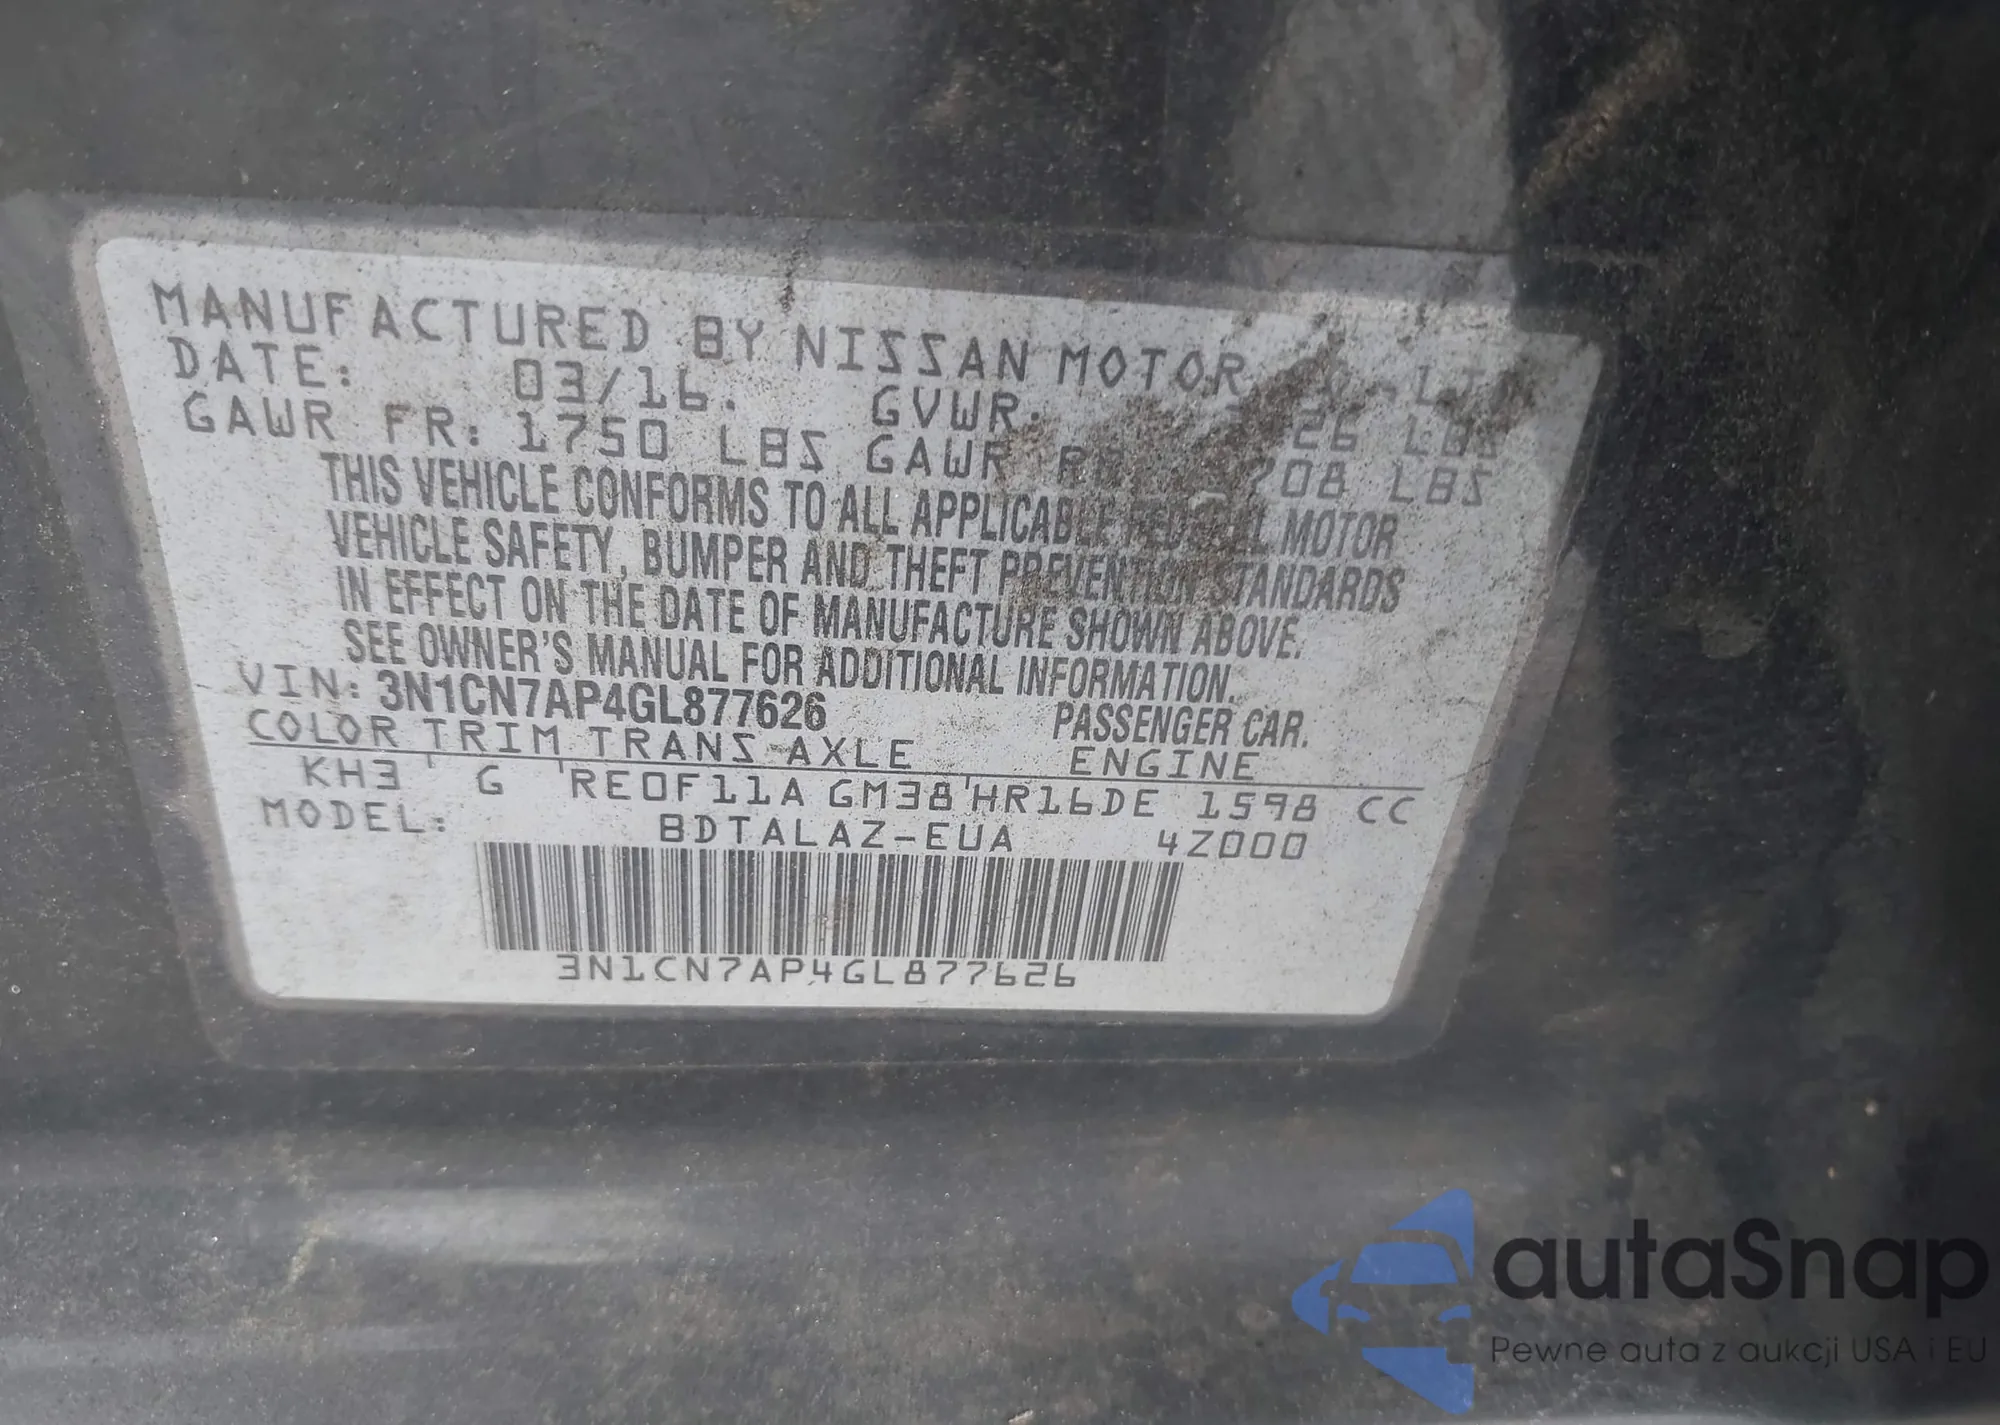 MANUFACTURED BY NISSAN MOTOR
DATE: 03/16. GVWR:
GAWR FR: 1750 LBS GAWR RR LBS
THIS VEHICLE CONFORMS TO ALL APPLICABLE FEDERAL MOTOR
VEHICLE SAFETY, BUMPER AND THEFT PREVENTION STANDARDS
IN EFFECT ON THE DATE OF MANUFACTURE SHOWN ABOVE.
SEE OWNER'S MANUAL FOR ADDITIONAL INFORMATION.
VIN: 3N1CN7AP4GL877626 PASSENGER CAR.
COLOR TRIM TRANS AXLE ENGINE
KH3 G RE0F11A GM38 HR16DE 1598 CC
MODEL: BDTALAZ-EUA 4Z000
3N1CN7AP4GL877626
autaSnap
Pewne auta z aukcji USA i EU